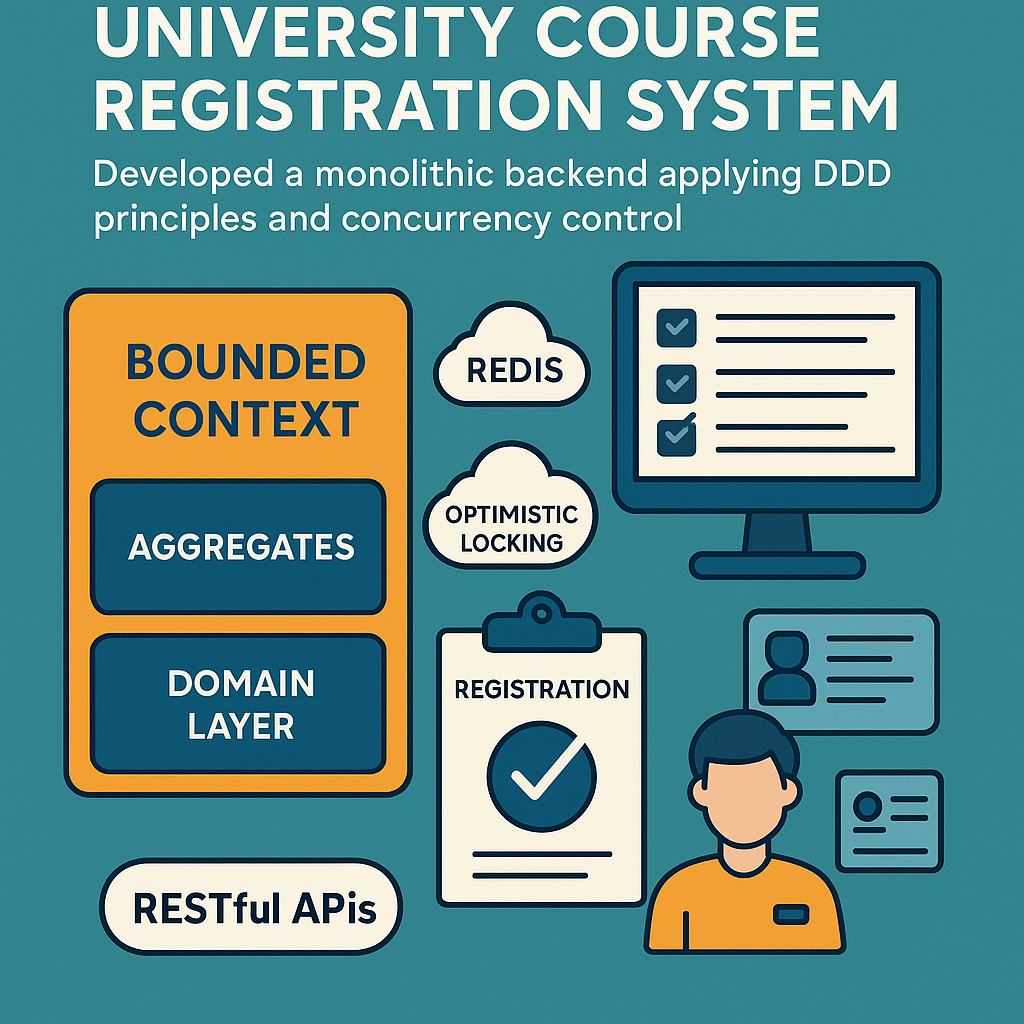 UNIVERSITY COURSE
REGISTRATION SYSTEM
Developed a monolithic backend applying DDD
principles and concurrency control
BOUNDED
CONTEXT
AGGREGATES
DOMAIN
LAYER
REDIS
OPTIMISTIC
LOCKING
REGISTRATION
RESTful APis